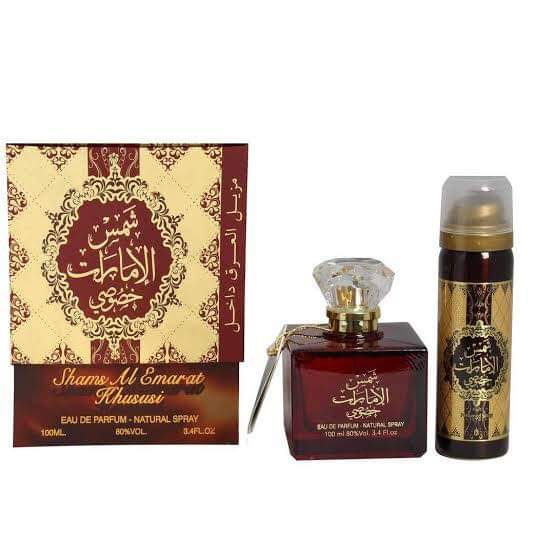 شمس
الإمارات
خصوصي
مزيل العرق داخل
Shams Al Emarat
Khususi
EAU DE PARFUM - NATURAL SPRAY
100ML. 80%VOL. 3.4FL.OZ
شمس
الإمارات
خصوصي
EAU DE PARFUM - NATURAL SPRAY
100 ml 80%Vol. 3.4 Fl.oz
شمس
الإمارات
خصوصي